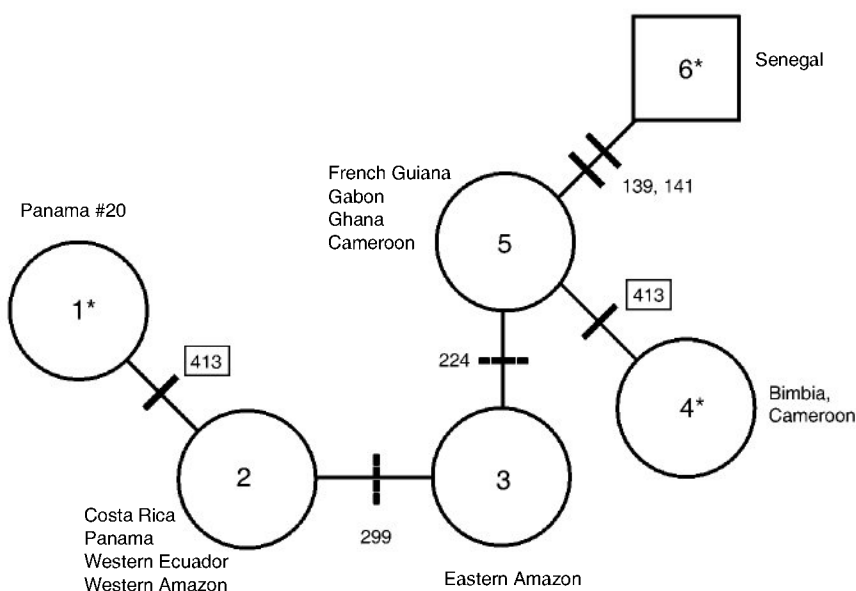 6*
Senegal
139, 141
French Guiana
Gabon
Ghana
Cameroon
5
Panama #20
1*
413
413
224
4*
Bimbia,
Cameroon
2
3
299
Costa Rica
Panama
Western Ecuador
Western Amazon
Eastern Amazon